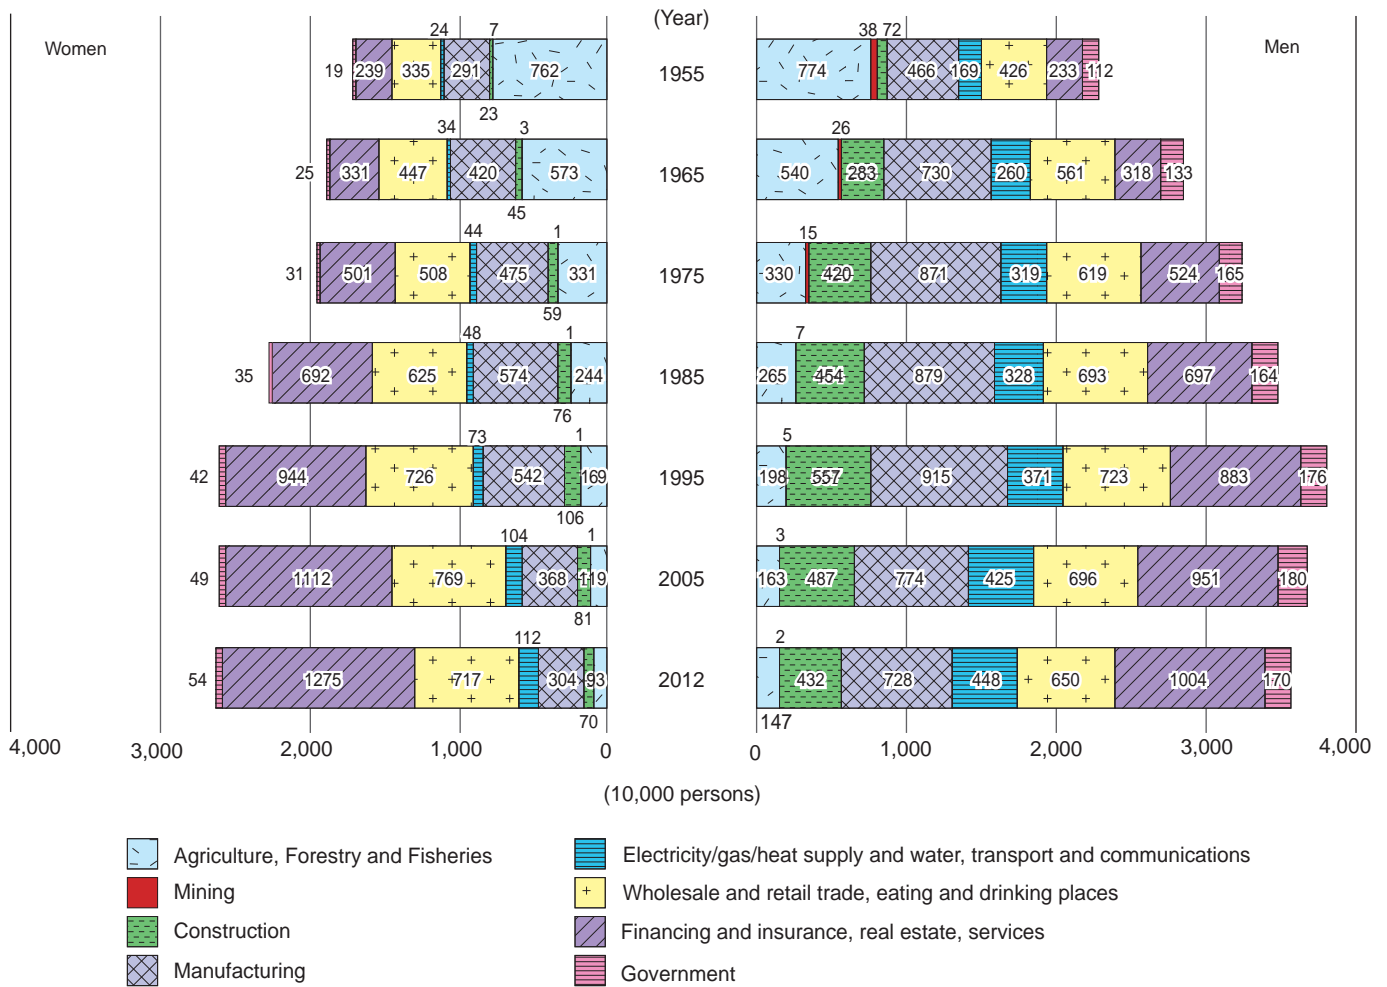 (Year)
Women
Men
24 7
19 239 335 291 762
23
1955
38 72
774 466 169 426 233 112
34 3
25 331 447 420 573
45
1965
26
540 283 730 260 561 318 133
44 1
31 501 508 475 331
59
1975
15
330 420 871 319 619 524 165
48 1
35 692 625 574 244
76
1985
7
265 454 879 328 693 697 164
73 1
42 944 726 542 169
106
1995
5
198 557 915 371 723 883 176
104 1
49 1112 769 368 119
81
2005
3
163 487 774 425 696 951 180
112
54 1275 717 304 93
70
2012
2
432 728 448 650 1004 170
147
4,000 3,000 2,000 1,000 0
0 1,000 2,000 3,000 4,000
(10,000 persons)
Agriculture, Forestry and Fisheries
Mining
Construction
Manufacturing
Electricity/gas/heat supply and water, transport and communications
Wholesale and retail trade, eating and drinking places
Financing and insurance, real estate, services
Government